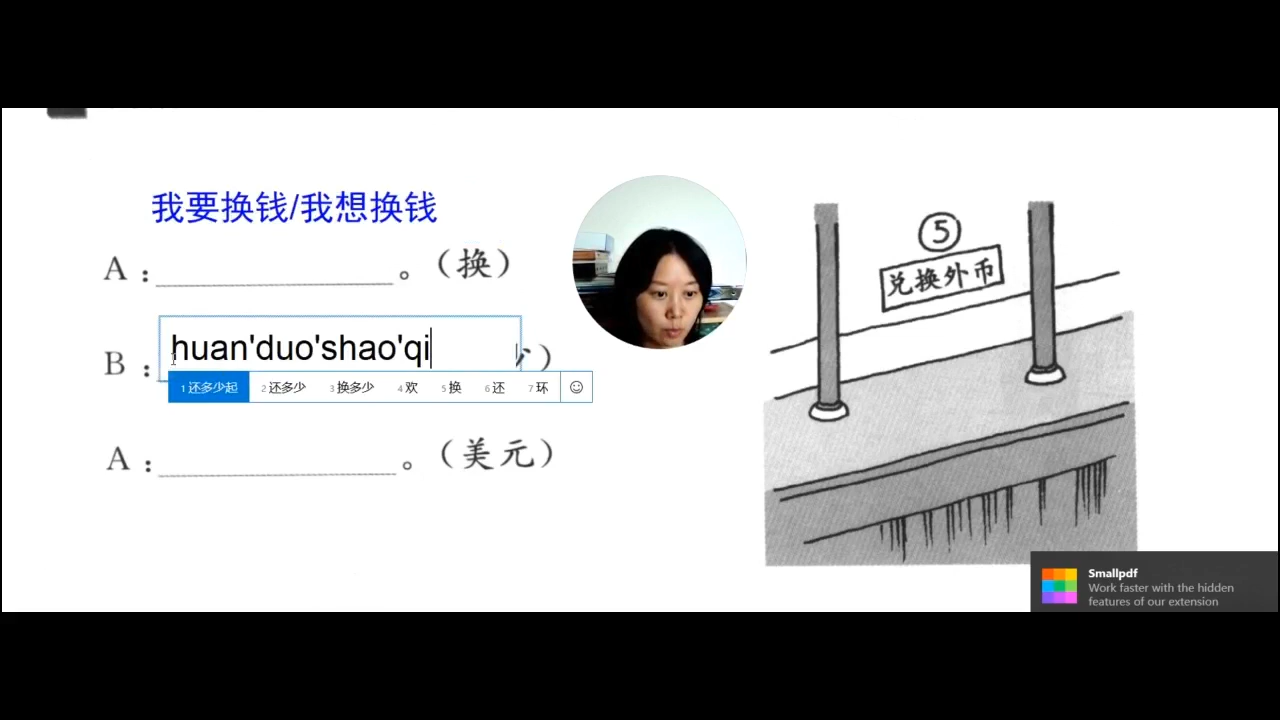 我要换钱/我想换钱
A：____________。（换）
B：huan'duo'shao'qi ）
1 还多少起 2 还多少 3 换多少 4 欢 5 换 6 还 7 环
A：____________。（美元）
⑤
兑换外币
Smallpdf
Work faster with the hidden
features of our extension